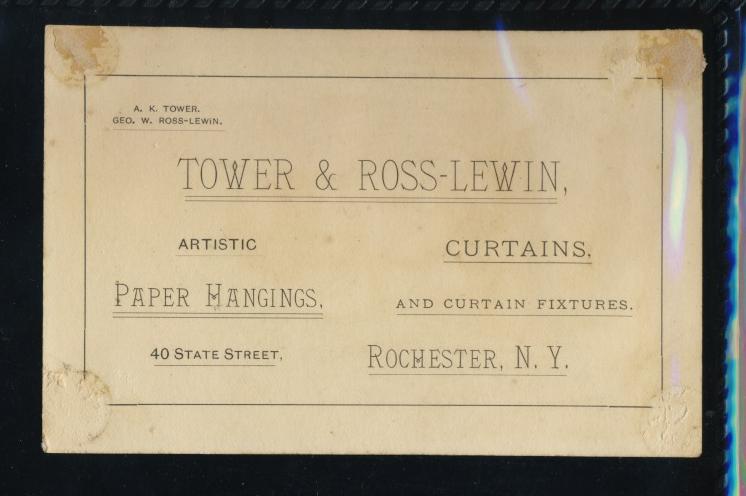 A. K. TOWER.
GEO. W. ROSS-LEWIN.
TOWER & ROSS-LEWIN,
ARTISTIC
PAPER HANGINGS,
40 STATE STREET,
CURTAINS,
AND CURTAIN FIXTURES.
ROCHESTER, N. Y.